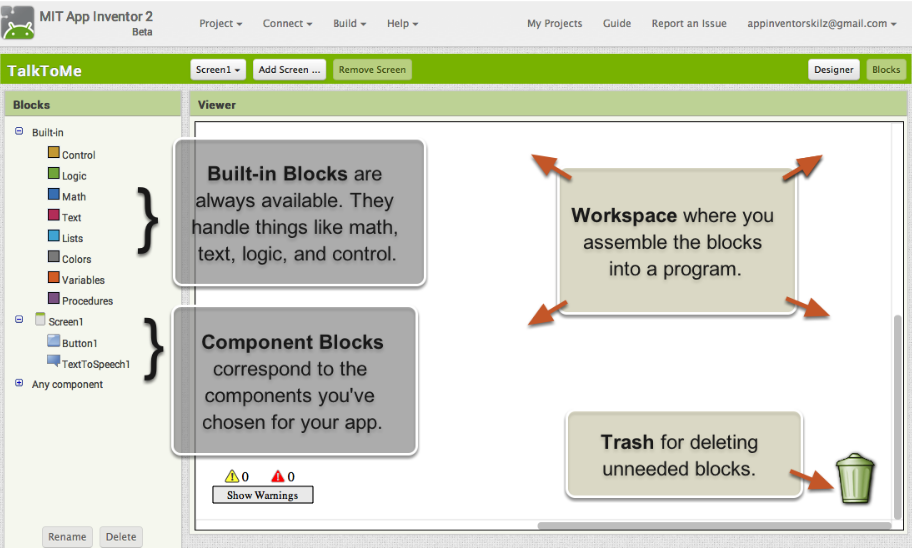 MIT App Inventor 2
Beta
Project Connect Build Help My Projects Guide Report an Issue appinventorskilz@gmail.com
TalkToMe Screen1 Add Screen ... Remove Screen Designer Blocks
Blocks
Viewer
Built-in
Control
Logic
Math
Text
Lists
Colors
Variables
Procedures
Screen1
Button1
TextToSpeech1
Any component
Rename Delete
Built-in Blocks are
always available. They
handle things like math,
text, logic, and control.
Component Blocks
correspond to the
components you've
chosen for your app.
Workspace where you
assemble the blocks
into a program.
Trash for deleting
unneeded blocks.
0 0
Show Warnings